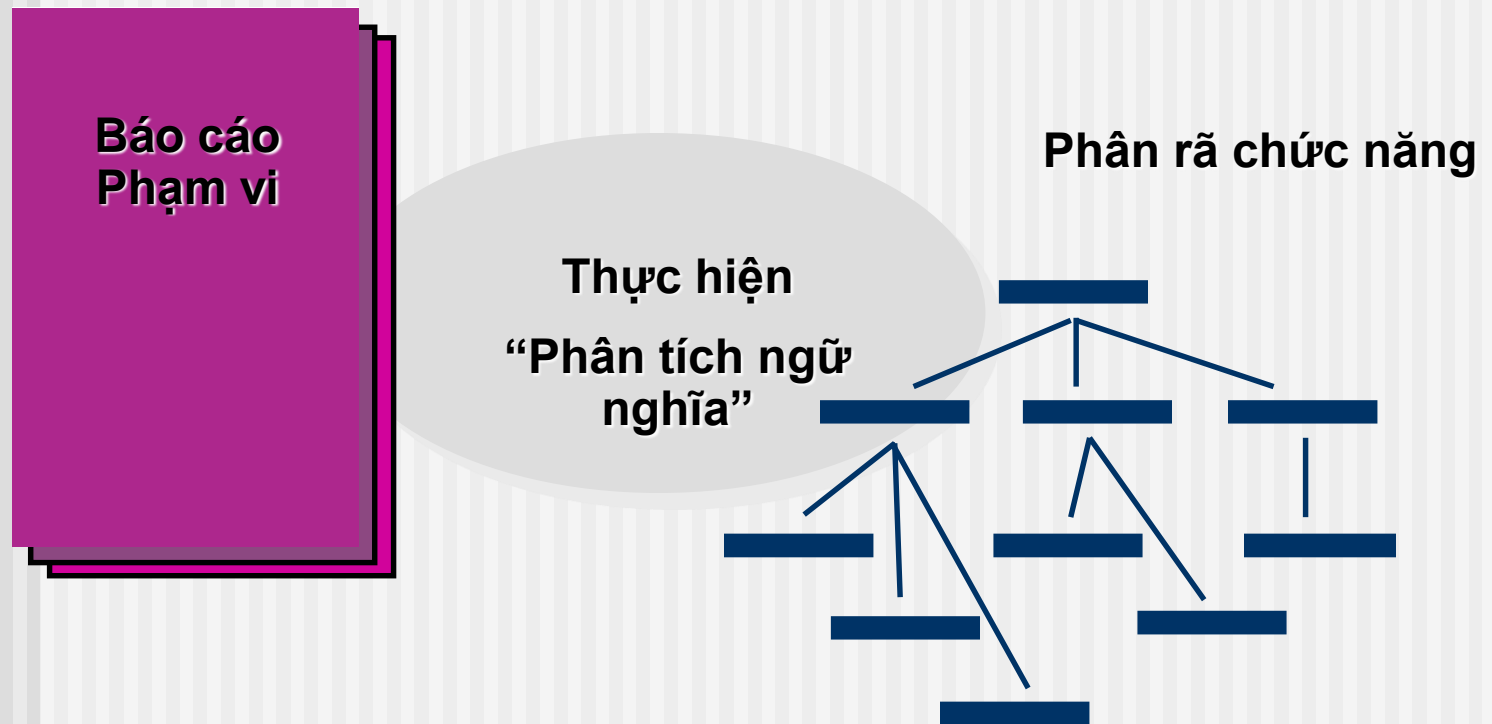 Báo cáo
Phạm vi
Phân rã chức năng
Thực hiện
“Phân tích ngữ
nghĩa”